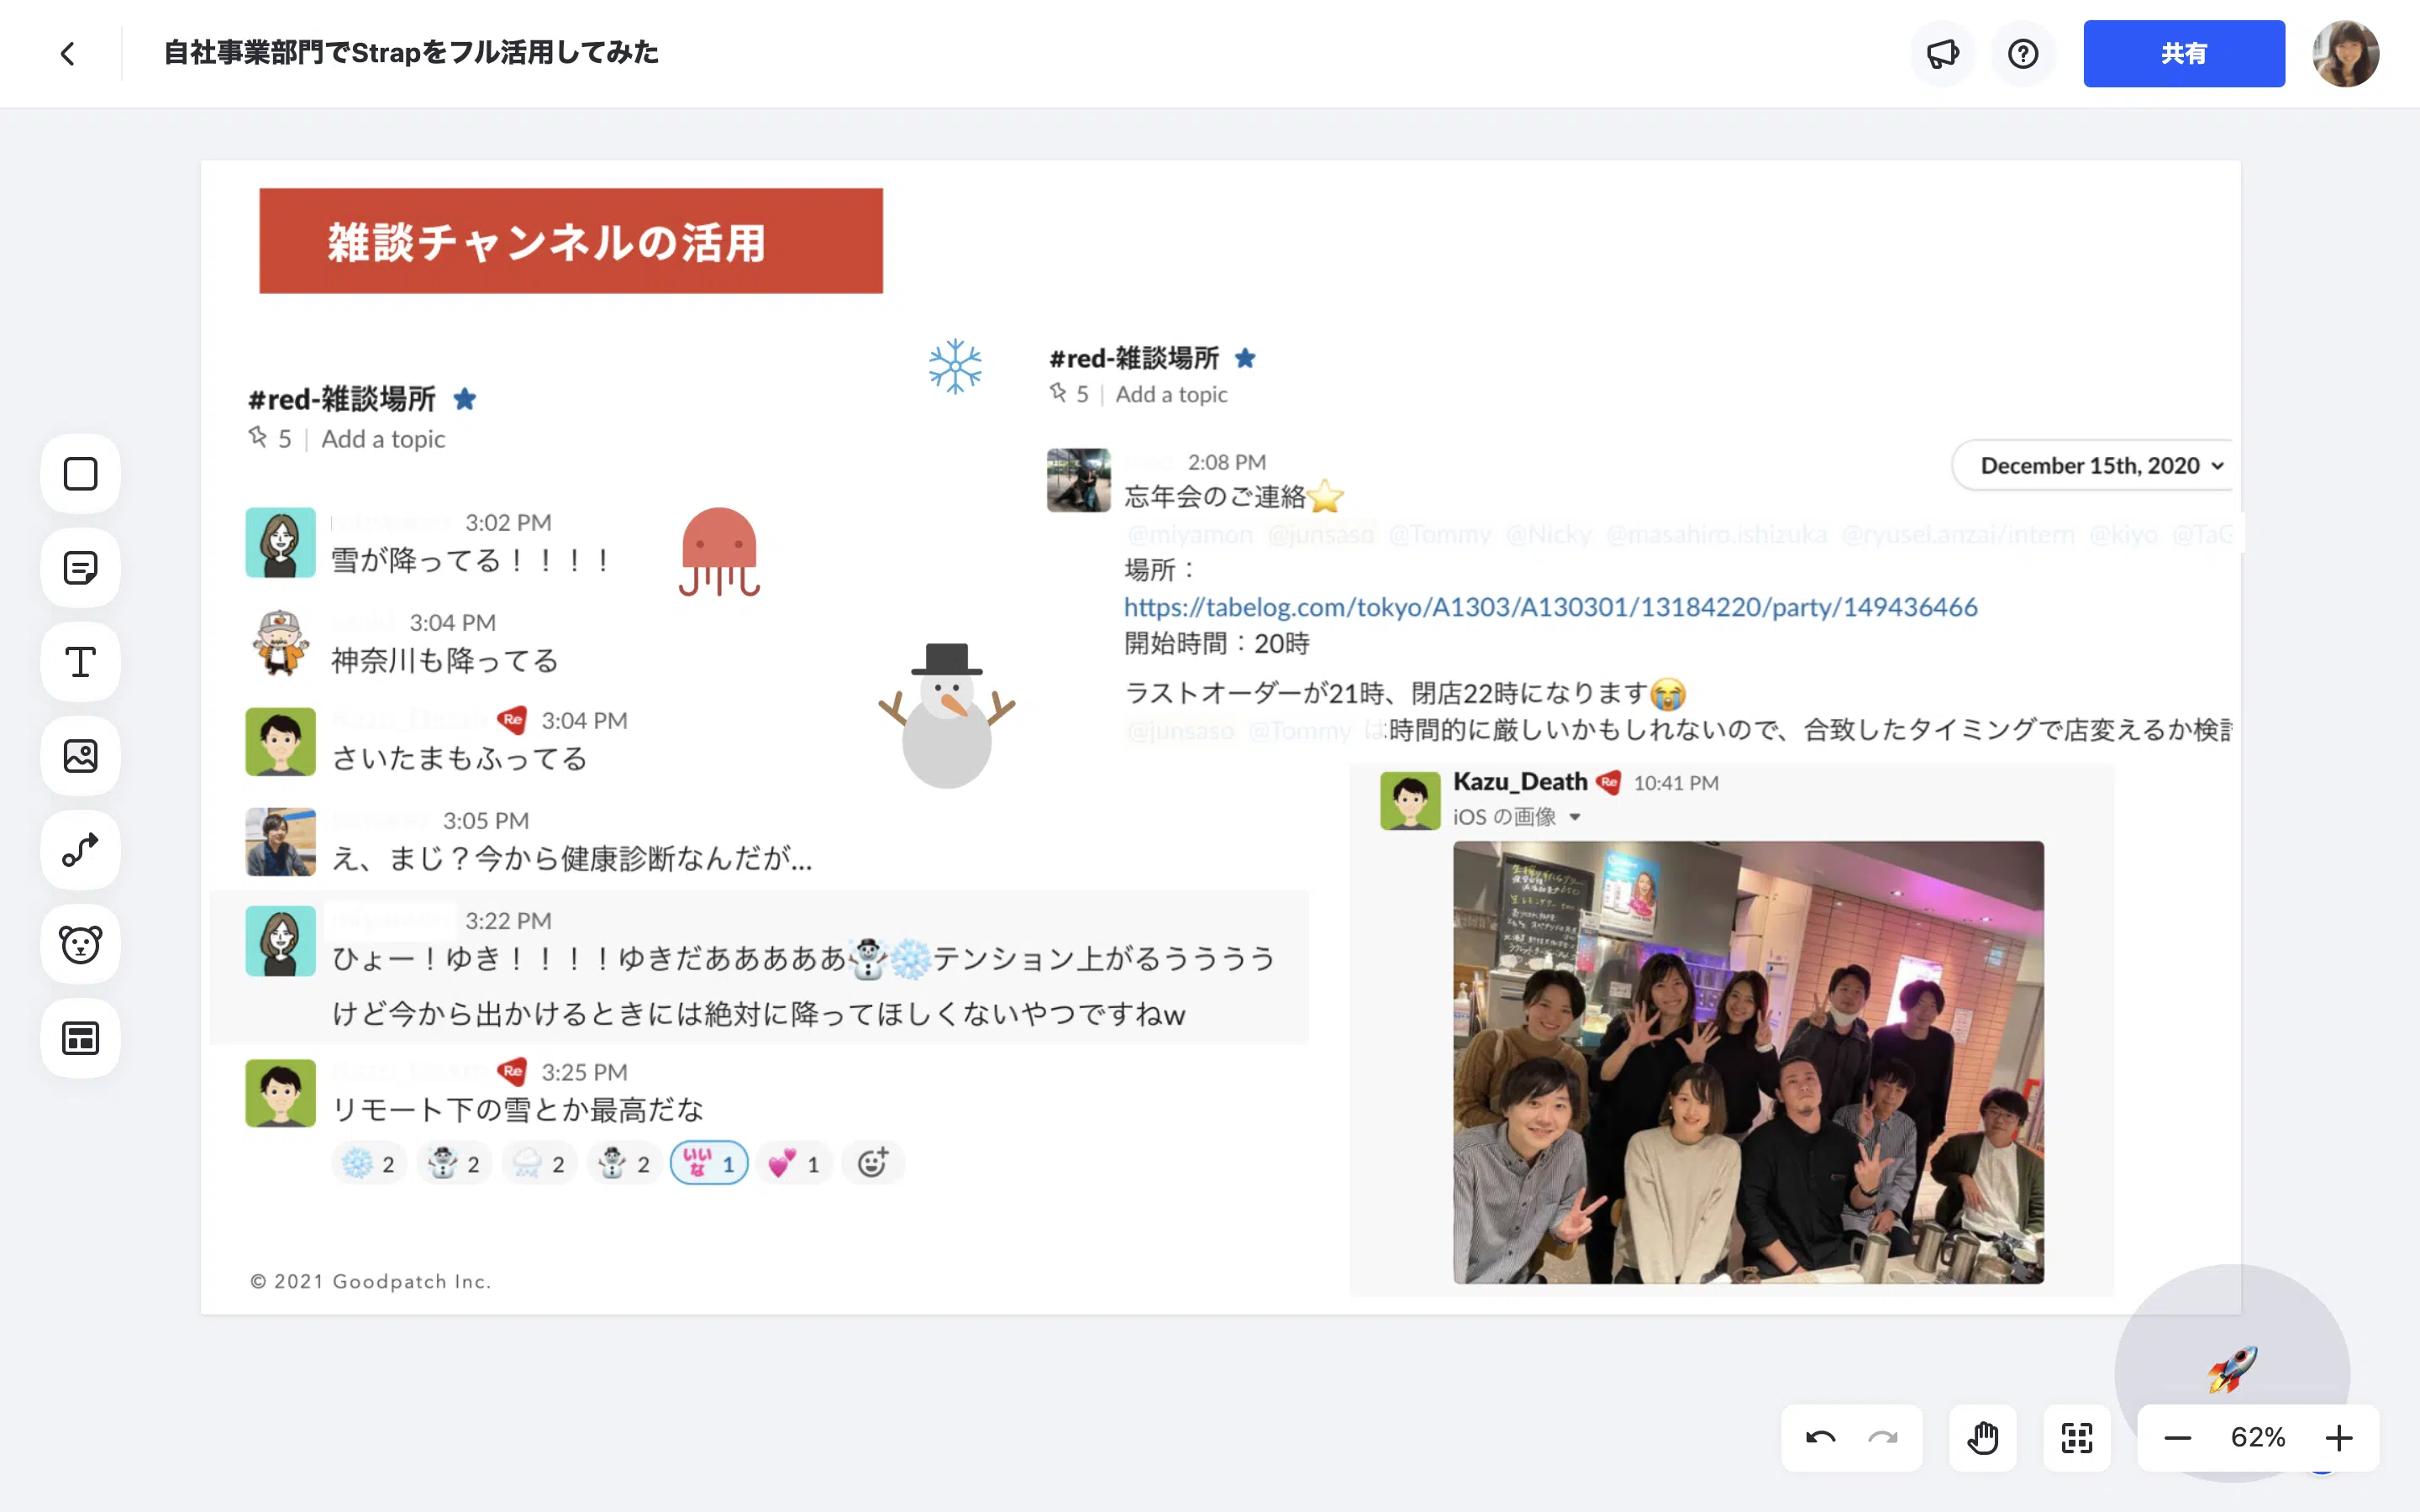 自社事業部門でStrapをフル活用してみた
共有
雑談チャンネルの活用
#red-雑談場所
5 | Add a topic
3:02 PM
雪が降ってる！！！！
3:04 PM
神奈川も降ってる
Kazu_Death Re 3:04 PM
さいたまもふってる
3:05 PM
え、まじ？今から健康診断なんだが...
miyamon 3:22 PM
ひょー！ゆき！！！！ゆきだあああああ☃️❄️テンション上がるうううう
けど今から出かけるときには絶対に降ってほしくないやつですねw
Kazu_Death Re 3:25 PM
リモート下の雪とか最高だな
2 2 2 2 いいな 1 1
© 2021 Goodpatch Inc.
#red-雑談場所
5 | Add a topic
December 15th, 2020
2:08 PM
忘年会のご連絡⭐
@miyamon @junsaso @Tommy @Nicky @masahiro.ishizuka @ryusei.anzai/intern @kiyo @TaG
場所：
https://tabelog.com/tokyo/A1303/A130301/13184220/party/149436466
開始時間：20時
ラストオーダーが21時、閉店22時になります😭
@junsaso @Tommy は時間的に厳しいかもしれないので、合致したタイミングで店変えるか検討
Kazu_Death Re 10:41 PM
iOS の画像
62%